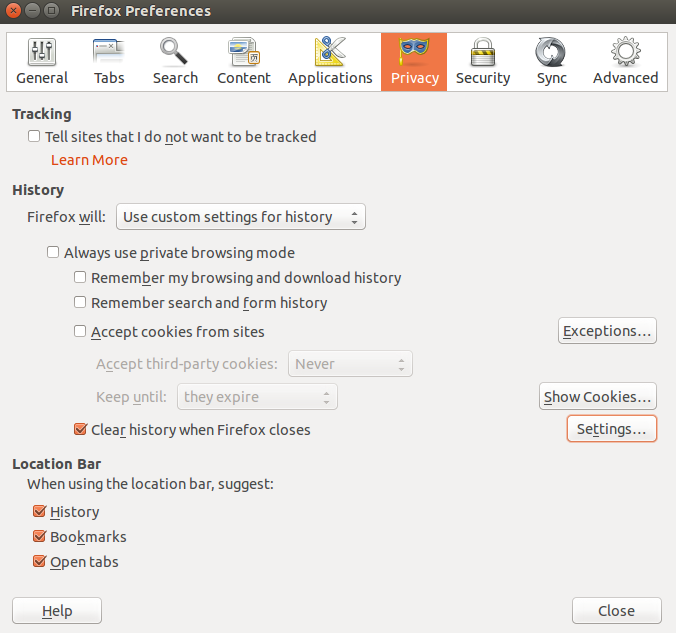 Firefox Preferences
General Tabs Search Content Applications Privacy Security Sync Advanced
Tracking
Tell sites that I do not want to be tracked
Learn More
History
Firefox will: Use custom settings for history
Always use private browsing mode
Remember my browsing and download history
Remember search and form history
Accept cookies from sites Exceptions...
Accept third-party cookies: Never
Keep until: they expire Show Cookies...
Clear history when Firefox closes Settings...
Location Bar
When using the location bar, suggest:
History
Bookmarks
Open tabs
Help Close